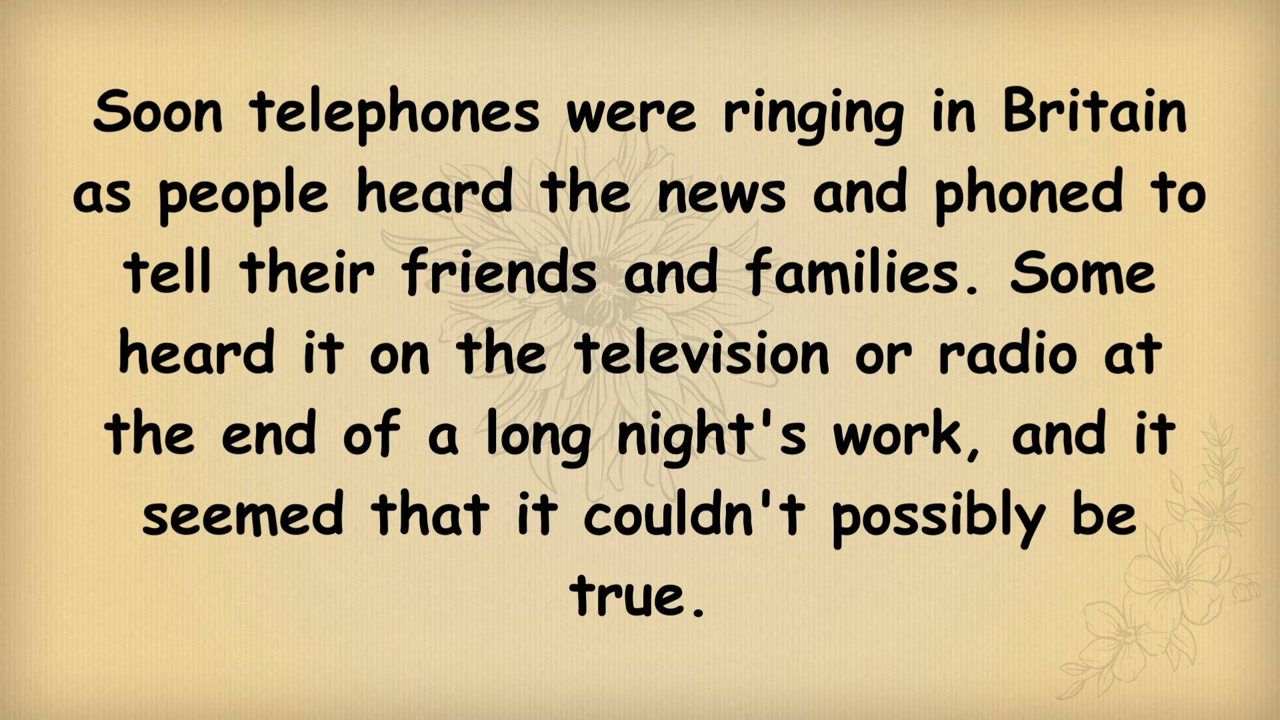 Soon telephones were ringing in Britain
as people heard the news and phoned to
tell their friends and families. Some
heard it on the television or radio at
the end of a long night's work, and it
seemed that it couldn't possibly be
true.